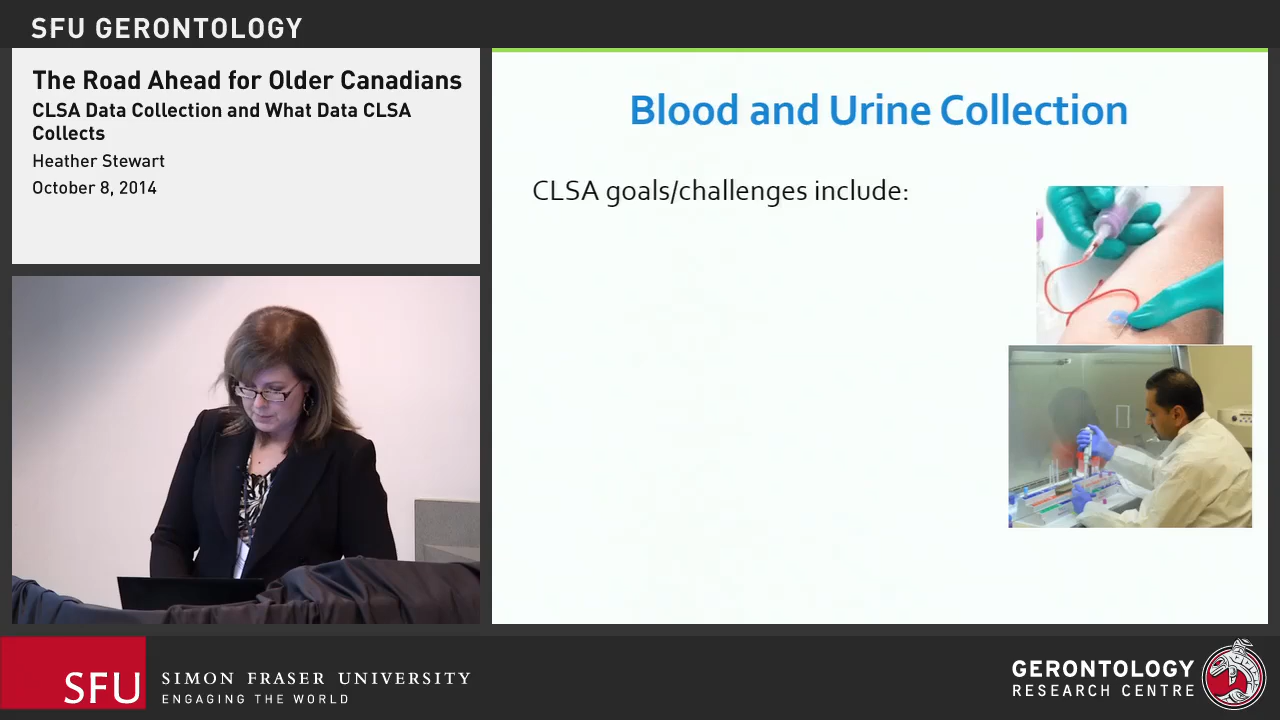 SFU GERONTOLOGY
The Road Ahead for Older Canadians
CLSA Data Collection and What Data CLSA
Collects
Heather Stewart
October 8, 2014
Blood and Urine Collection
CLSA goals/challenges include:
SFU
SIMON FRASER UNIVERSITY
ENGAGING THE WORLD
GERONTOLOGY
RESEARCH CENTRE